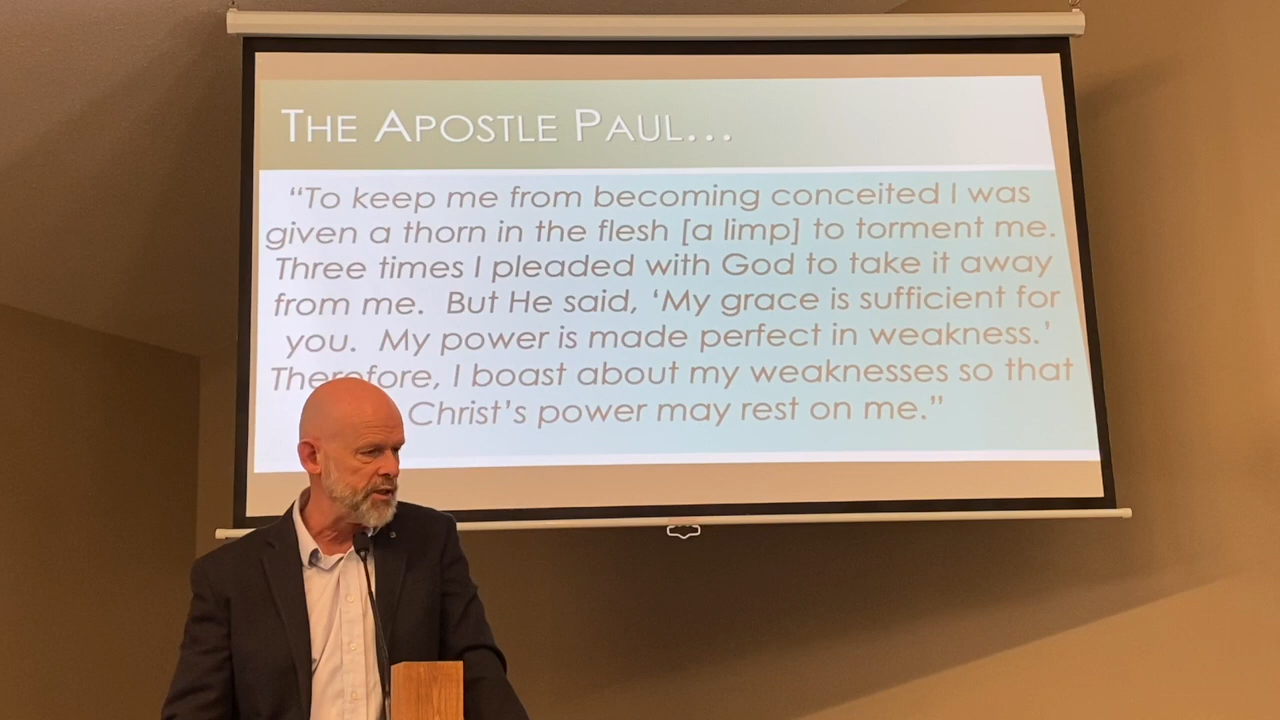 THE APOSTLE PAUL...
“To keep me from becoming conceited I was
given a thorn in the flesh [a limp] to torment me.
Three times I pleaded with God to take it away
from me. But He said, ‘My grace is sufficient for
you. My power is made perfect in weakness.’
Therefore, I boast about my weaknesses so that
Christ’s power may rest on me.”